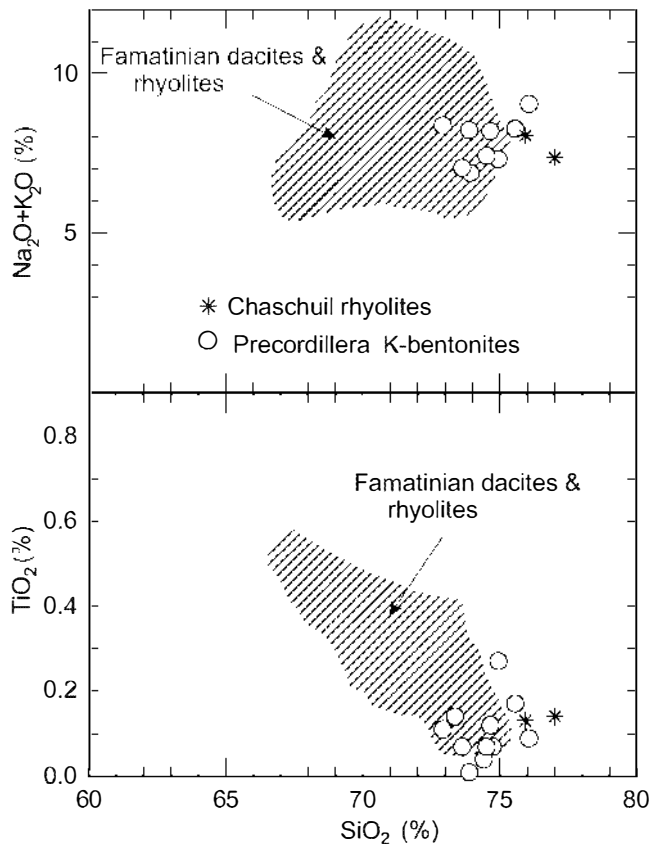 Famatinian dacites &
rhyolites
10
5
Na₂O+K₂O (%)
Chaschuil rhyolites
Precordillera K-bentonites
Famatinian dacites &
rhyolites
0.8
0.6
0.4
0.2
0.0
TiO₂ (%)
60 65 70 75 80
SiO₂ (%)